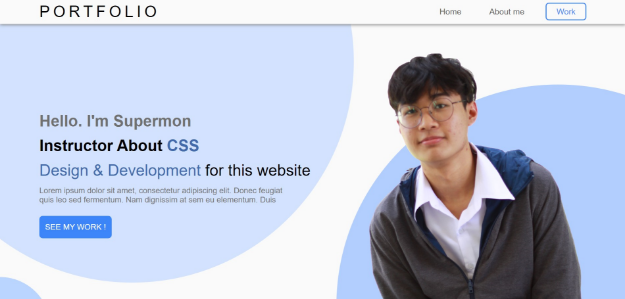 PORTFOLIO
Home About me Work
Hello. I'm Supermon
Instructor About CSS
Design & Development for this website
Lorem ipsum dolor sit amet, consectetur adipiscing elit. Donec feugiat
quis leo sed fermentum. Nam dignissim at sem eu elementum. Duis
SEE MY WORK !